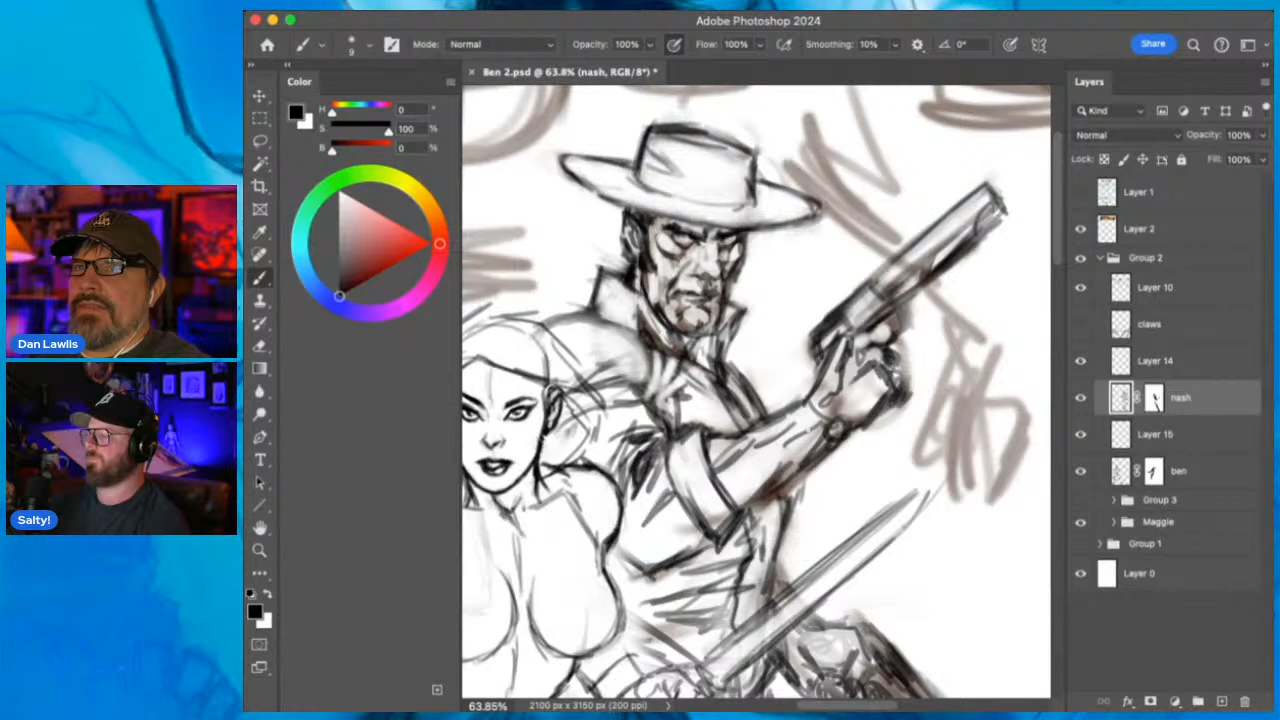 Adobe Photoshop 2024
9
Mode: Normal
Opacity: 100%
Flow: 100%
Smoothing: 10%
0°
Share
× Ben 2.psd @ 63.8% (nash, RGB/8*) *
Color
H 0 °
S 100 %
B 0 %
Layers
Kind
Normal
Opacity: 100%
Lock:
Fill: 100%
Layer 1
Layer 2
Group 2
Layer 10
claws
Layer 14
nash
Layer 15
ben
Group 3
Maggie
Group 1
Layer 0
Dan Lawlis
Salty!
63.85%
2100 px x 3150 px (200 ppi)